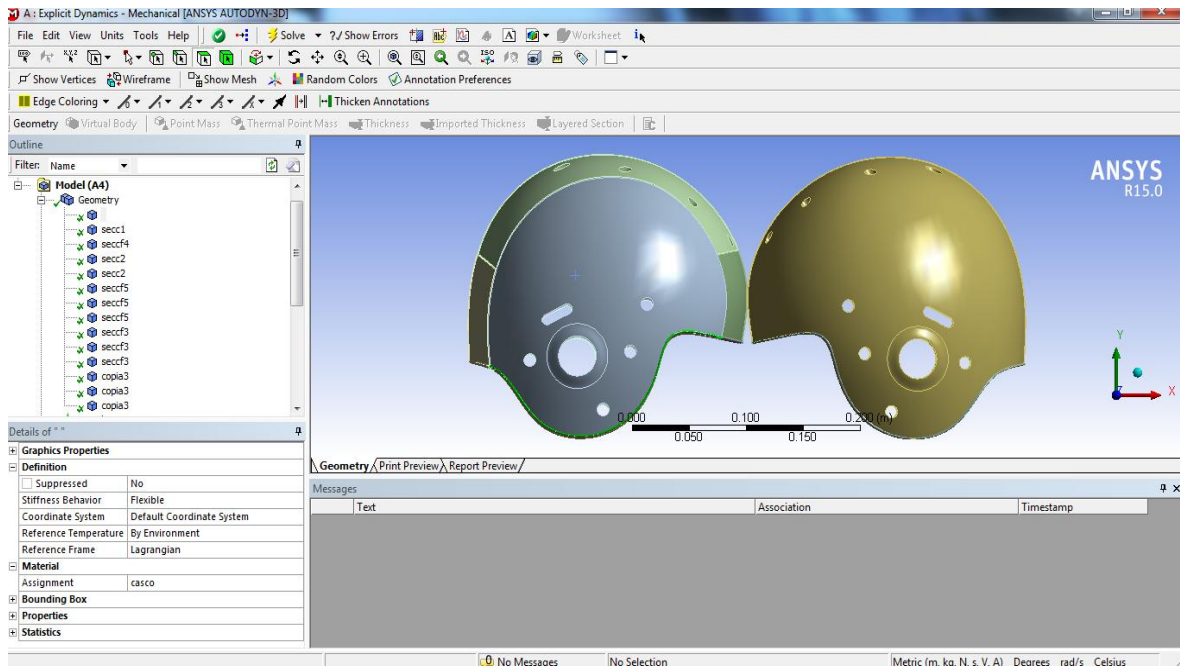 A : Explicit Dynamics - Mechanical [ANSYS AUTODYN-3D]
File Edit View Units Tools Help Solve ?/ Show Errors A Worksheet
Show Vertices Wireframe Show Mesh Random Colors Annotation Preferences
Edge Coloring Thicken Annotations
Geometry Virtual Body Point Mass Thermal Point Mass Thickness Imported Thickness Layered Section
Outline
Filter: Name
Model (A4)
Geometry
secc1
seccf4
secc2
secc2
seccf5
seccf5
seccf5
seccf3
seccf3
seccf3
copia3
copia3
copia3
ANSYS
R15.0
Y
X
Z
0.000 0.100 0.200 (m)
0.050 0.150
Geometry Print Preview Report Preview
Details of " "
Graphics Properties
Definition
Suppressed No
Stiffness Behavior Flexible
Coordinate System Default Coordinate System
Reference Temperature By Environment
Reference Frame Lagrangian
Material
Assignment casco
Bounding Box
Properties
Statistics
Messages
Text Association Timestamp
0 No Messages No Selection Metric (m, kg, N, s, V, A) Degrees rad/s Celsius